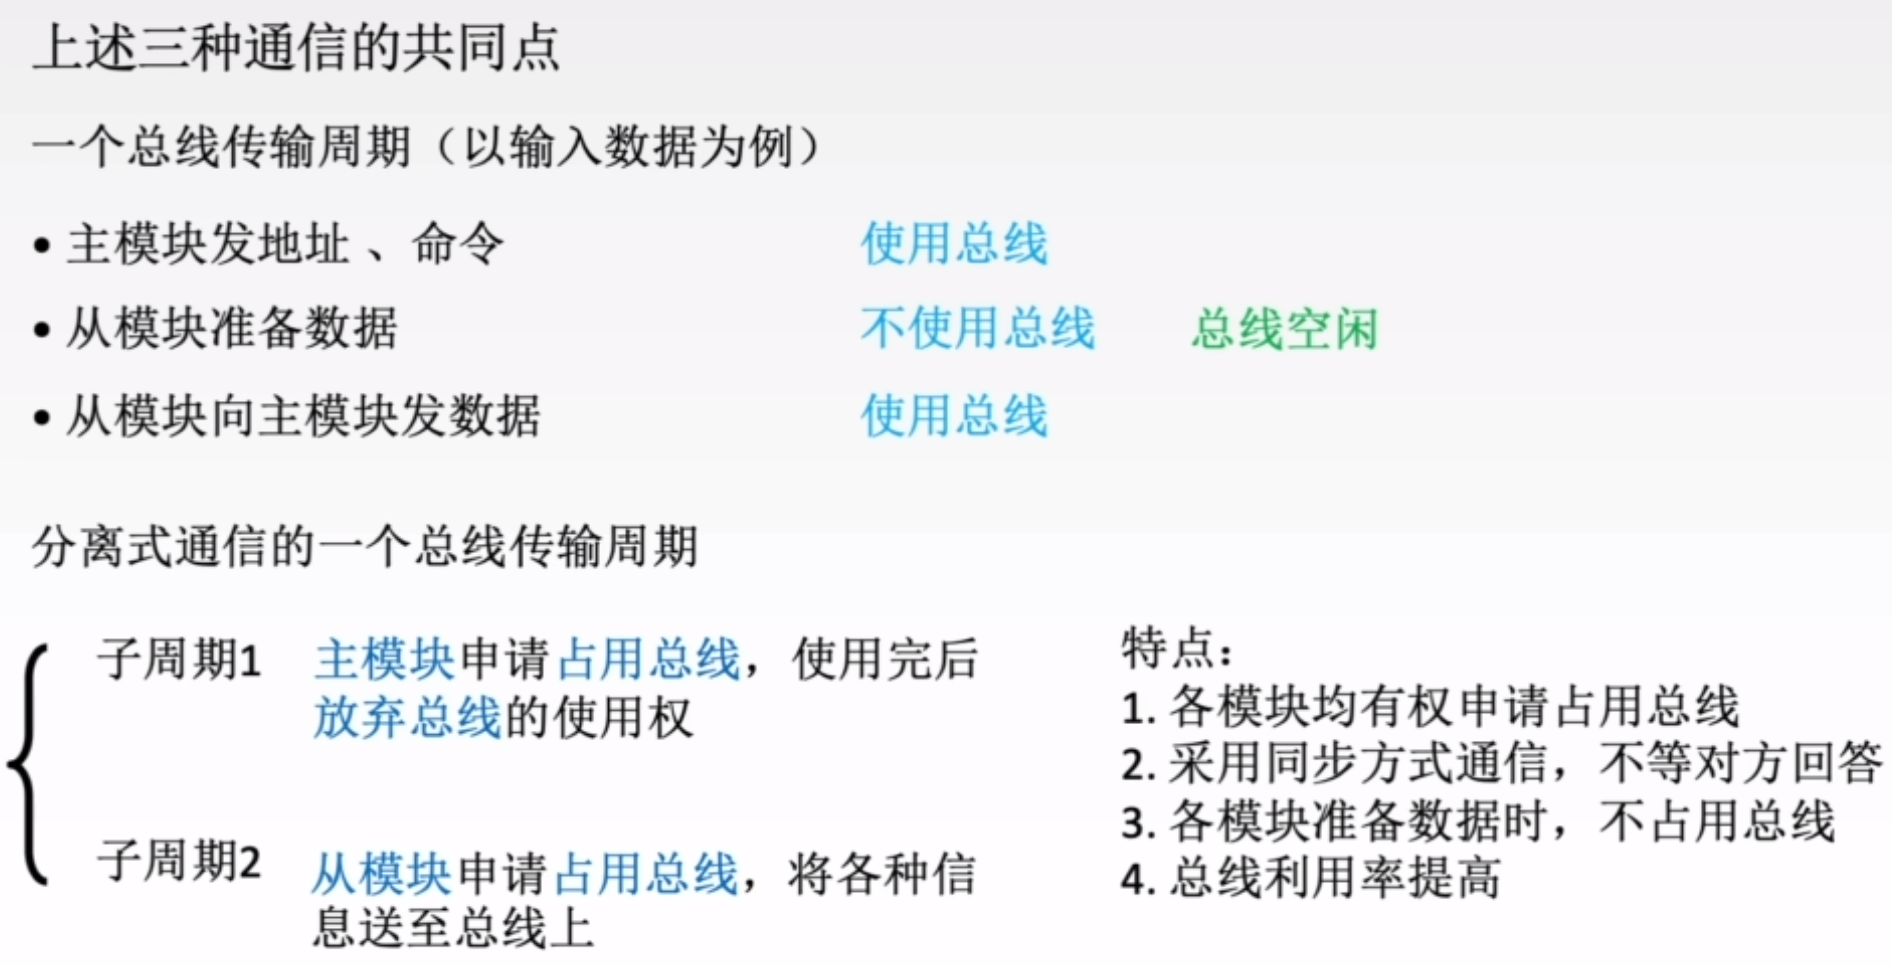 上述三种通信的共同点
一个总线传输周期（以输入数据为例）
• 主模块发地址 、命令 使用总线
• 从模块准备数据 不使用总线 总线空闲
• 从模块向主模块发数据 使用总线
分离式通信的一个总线传输周期
子周期1 主模块申请占用总线，使用完后
放弃总线的使用权
子周期2 从模块申请占用总线，将各种信
息送至总线上
特点：
1. 各模块均有权申请占用总线
2. 采用同步方式通信，不等对方回答
3. 各模块准备数据时，不占用总线
4. 总线利用率提高